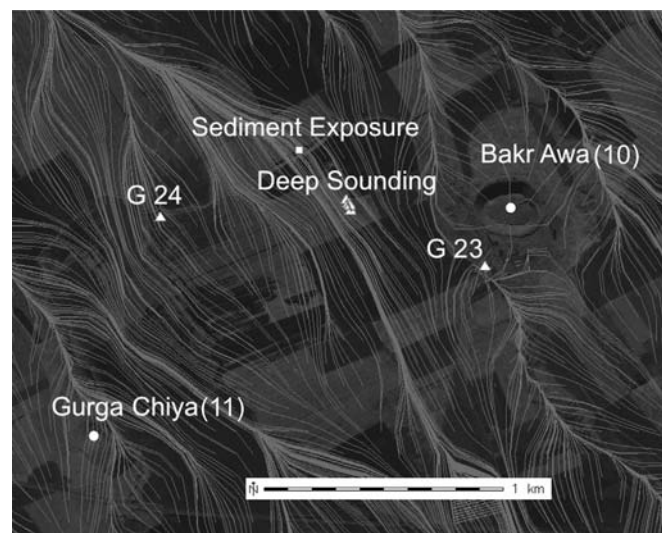 Sediment Exposure
Bakr Awa (10)
Deep Sounding
G 24
G 23
Gurga Chiya (11)
N 1 km